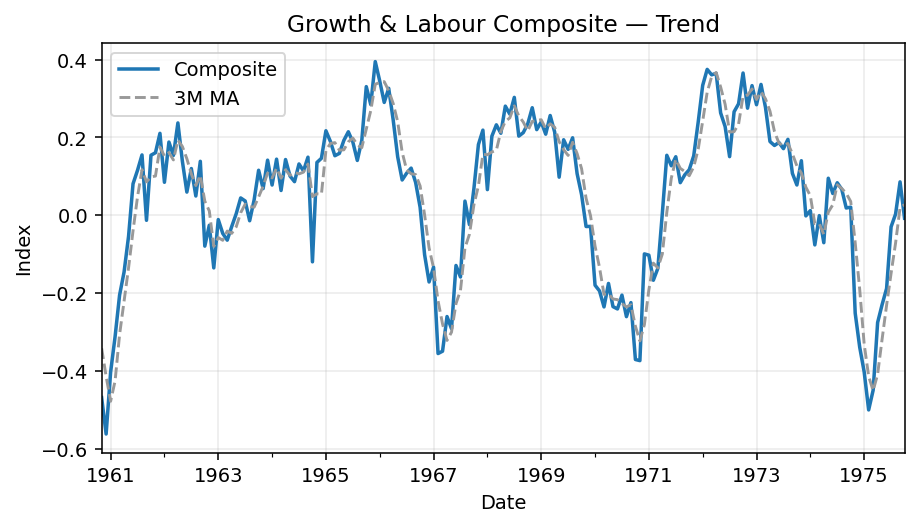 Growth & Labour Composite — Trend
Composite
3M MA
0.4
0.2
0.0
−0.2
−0.4
−0.6
Index
1961 1963 1965 1967 1969 1971 1973 1975
Date